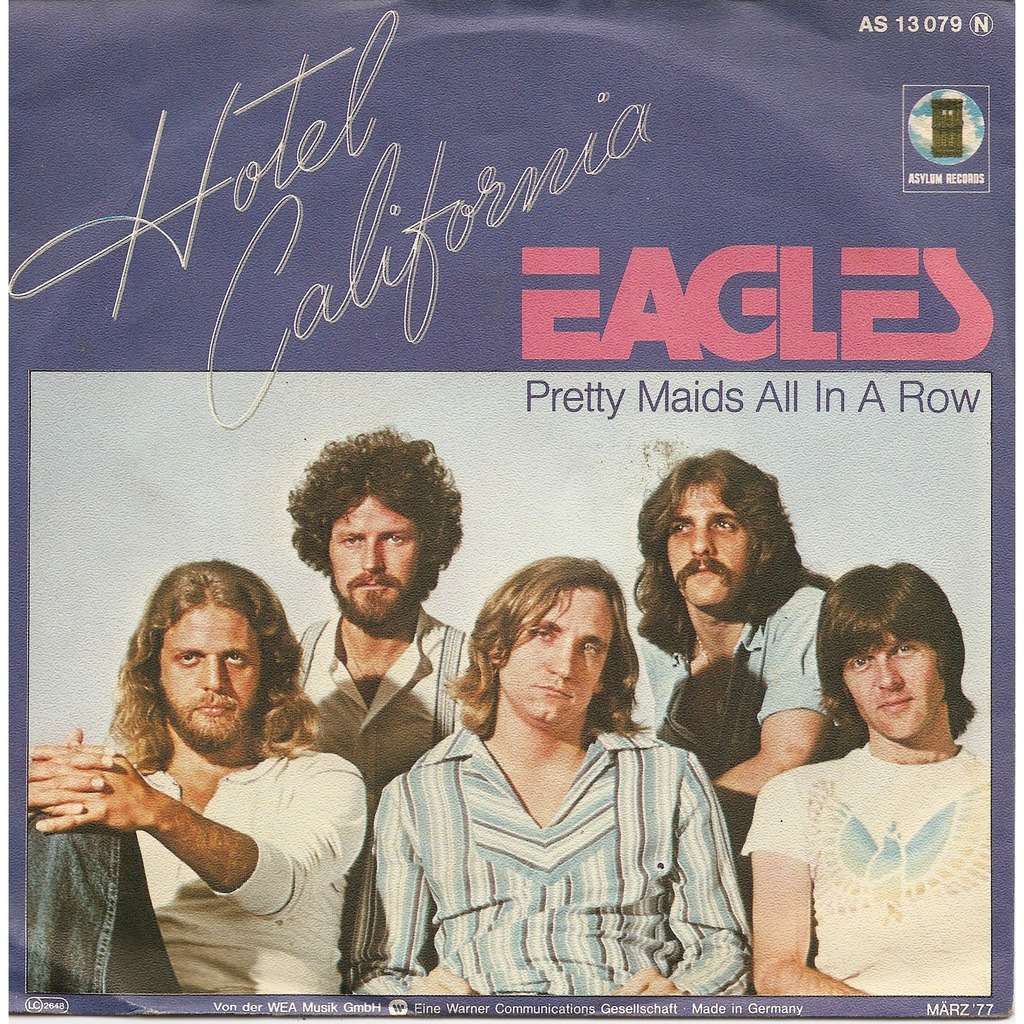 AS 13 079 Ⓝ
Hotel
California
ASYLUM RECORDS
EAGLES
Pretty Maids All In A Row
LC 2648
Von der WEA Musik GmbH W Eine Warner Communications Gesellschaft · Made in Germany
MÄRZ '77